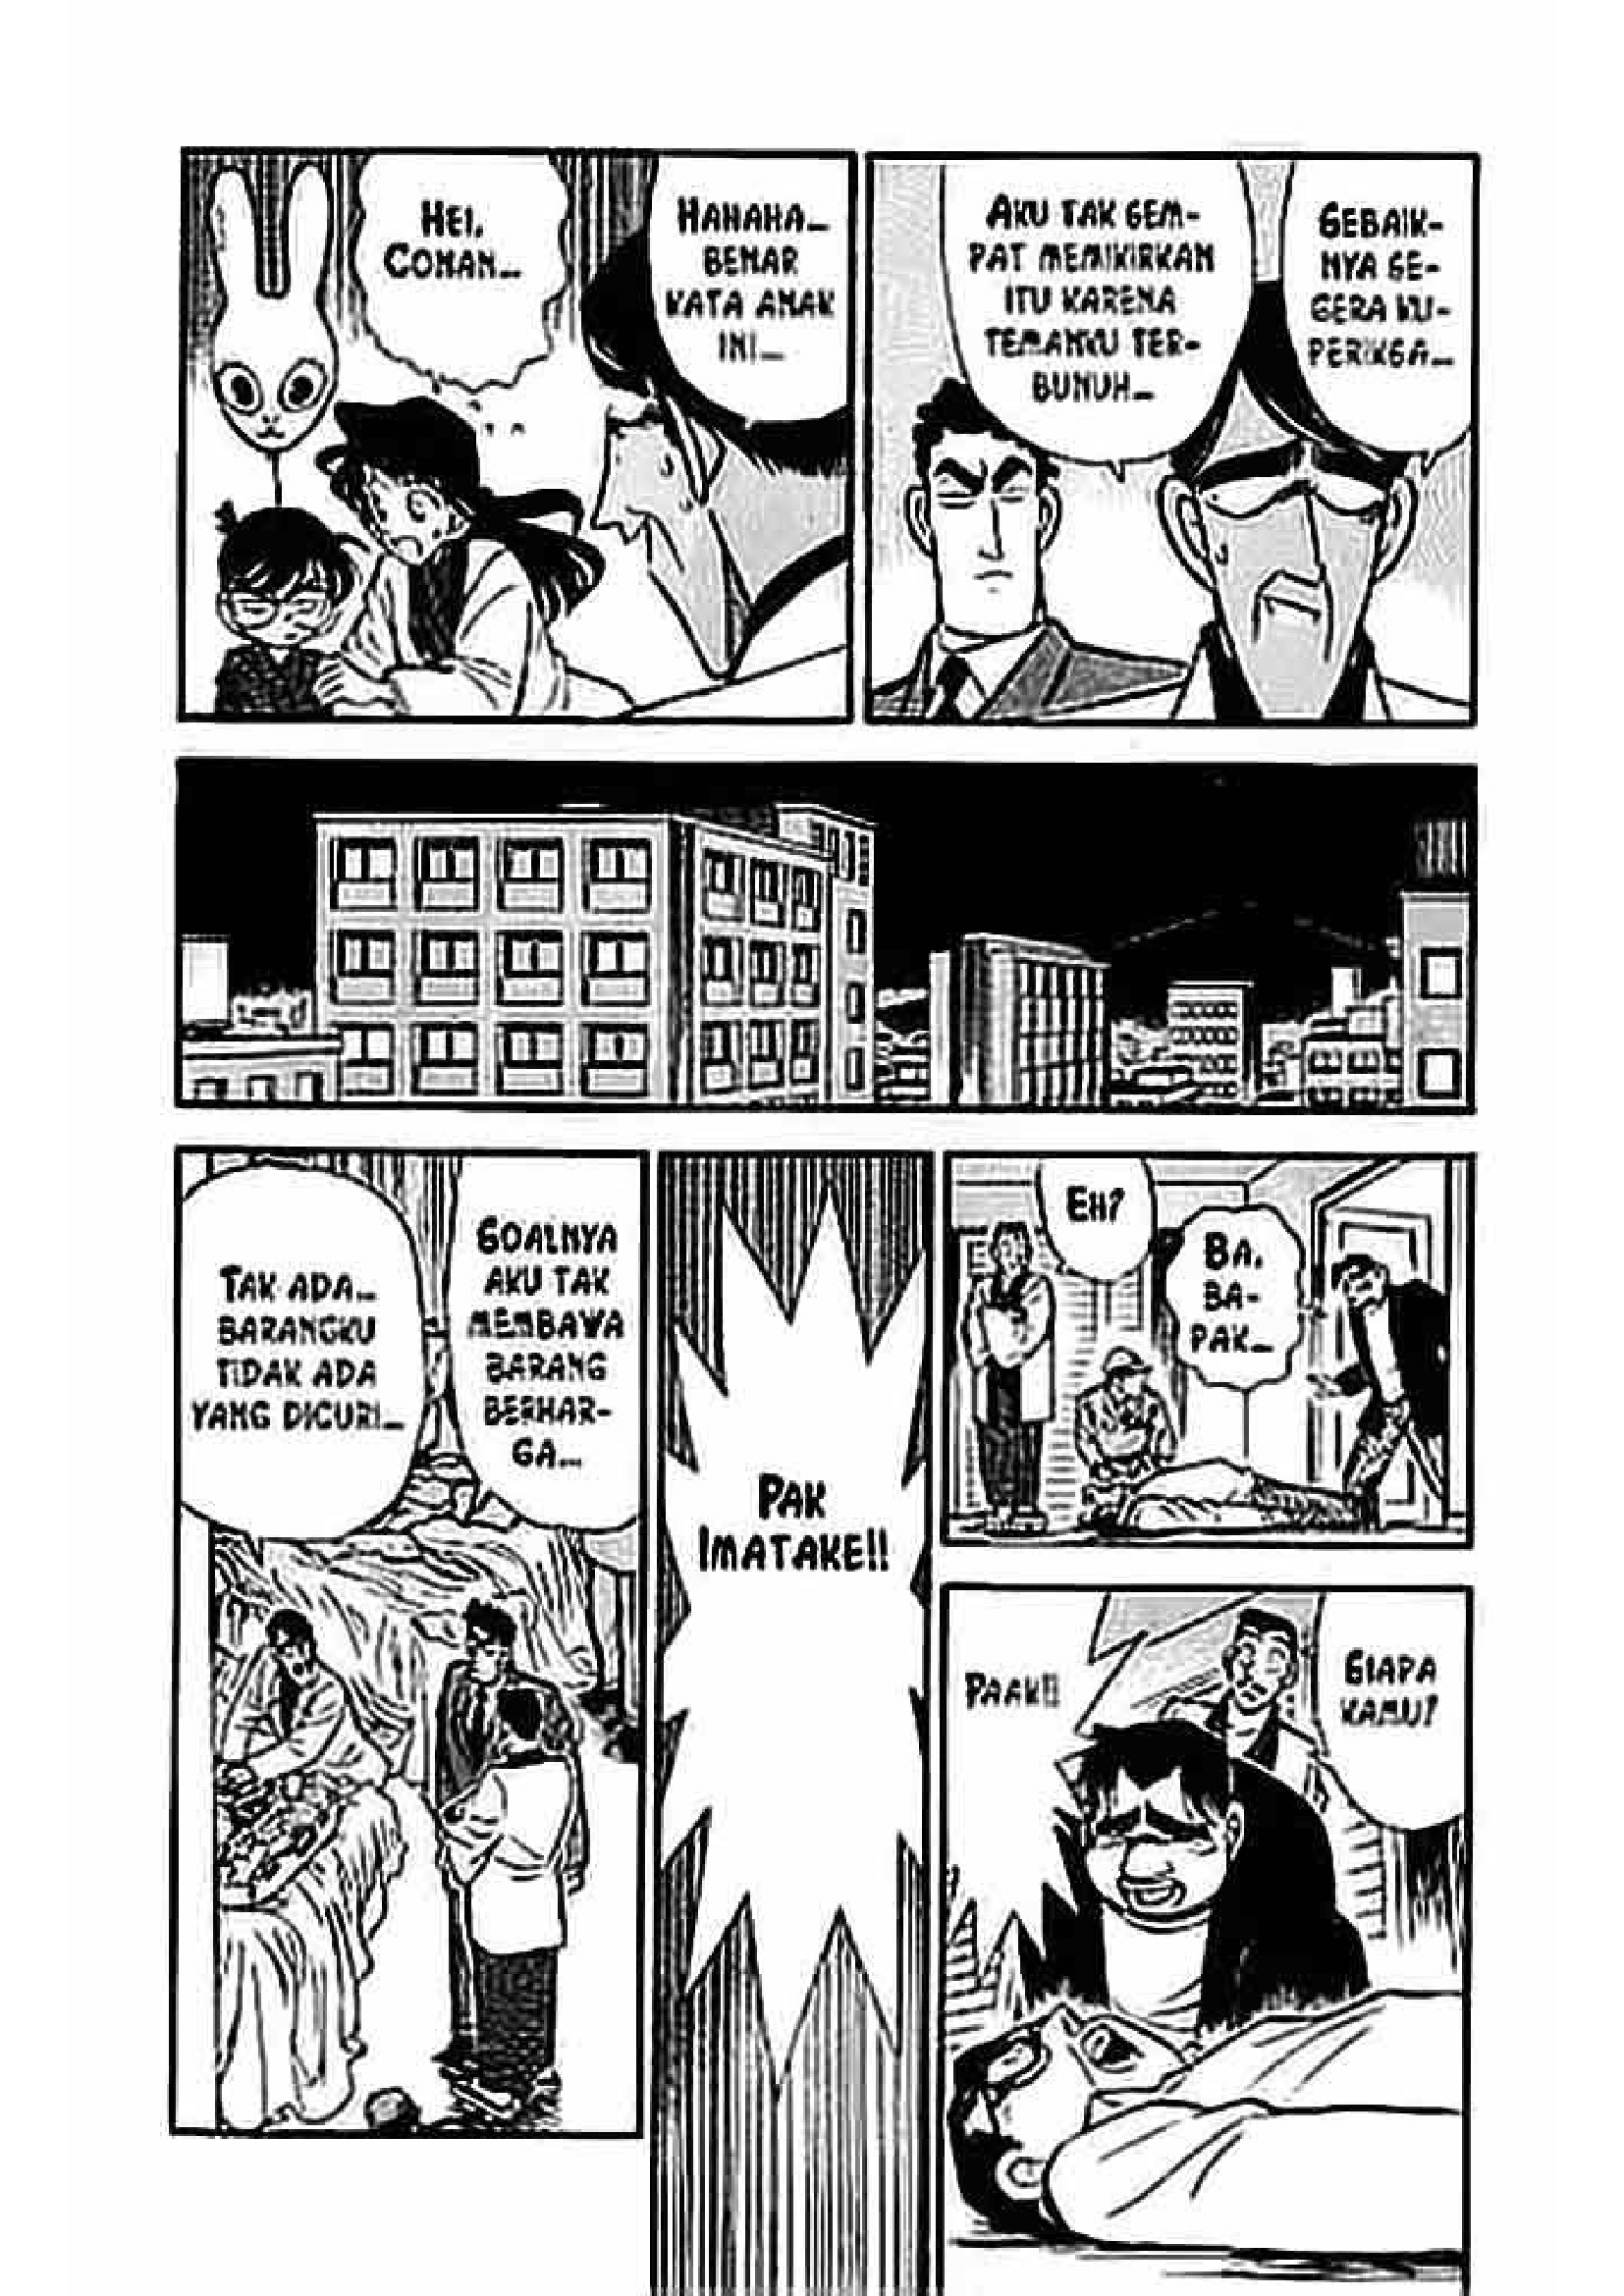 SEBAIK-
NYA SE-
GERA KU-
PERIKSA...
AKU TAK SEM-
PAT MEMIKIRKAN
ITU KARENA
TEMANKU TER-
BUNUH...
HAHAHA...
BENAR
KATA ANAK
INI...
HEI,
CONAN...
EH?
BA,
BA-
PAK...
SIAPA
KAMU?
PAAK!!
PAK
IMATAKE!!
SOALNYA
AKU TAK
MEMBAWA
BARANG
BERHAR-
GA...
TAK ADA...
BARANGKU
TIDAK ADA
YANG DICURI...